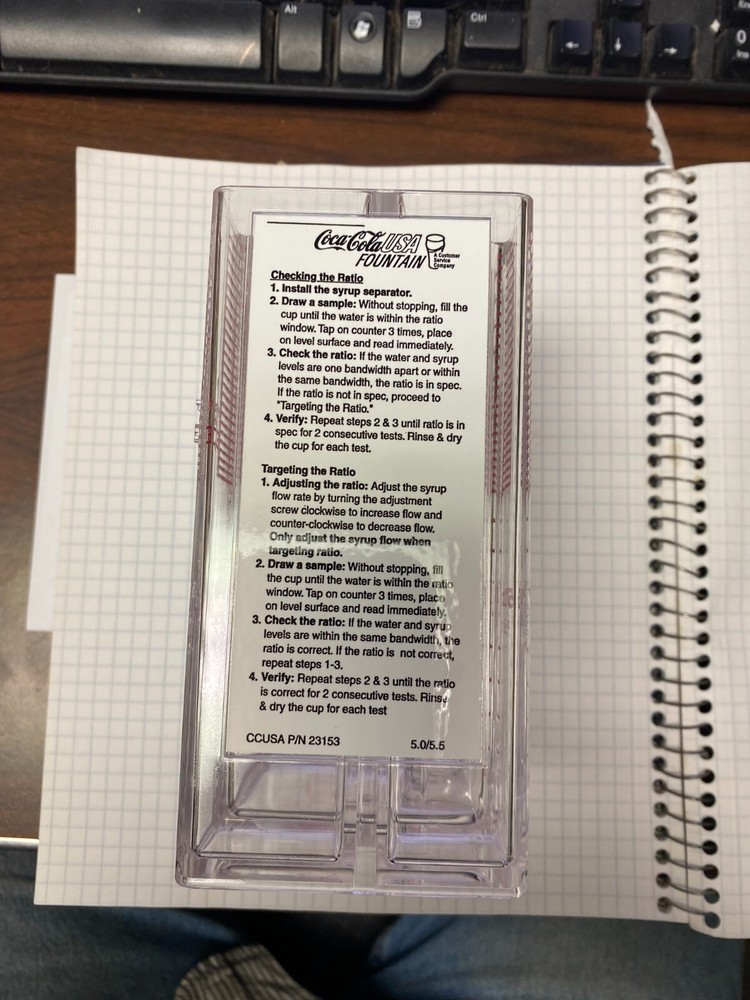 Alt
Ctrl
Ins
Coca-Cola USA
FOUNTAIN
A Customer
Service
Company
Checking the Ratio
1. Install the syrup separator.
2. Draw a sample: Without stopping, fill the
cup until the water is within the ratio
window. Tap on counter 3 times, place
on level surface and read immediately.
3. Check the ratio: If the water and syrup
levels are one bandwidth apart or within
the same bandwidth, the ratio is in spec.
If the ratio is not in spec, proceed to
"Targeting the Ratio."
4. Verify: Repeat steps 2 & 3 until ratio is in
spec for 2 consecutive tests. Rinse & dry
the cup for each test.
Targeting the Ratio
1. Adjusting the ratio: Adjust the syrup
flow rate by turning the adjustment
screw clockwise to increase flow and
counter-clockwise to decrease flow.
Only adjust the syrup flow when
targeting ratio.
2. Draw a sample: Without stopping, fill
the cup until the water is within the ratio
window. Tap on counter 3 times, place
on level surface and read immediately.
3. Check the ratio: If the water and syrup
levels are within the same bandwidth, the
ratio is correct. If the ratio is not correct,
repeat steps 1-3.
4. Verify: Repeat steps 2 & 3 until the ratio
is correct for 2 consecutive tests. Rinse
& dry the cup for each test
CCUSA P/N 23153 5.0/5.5